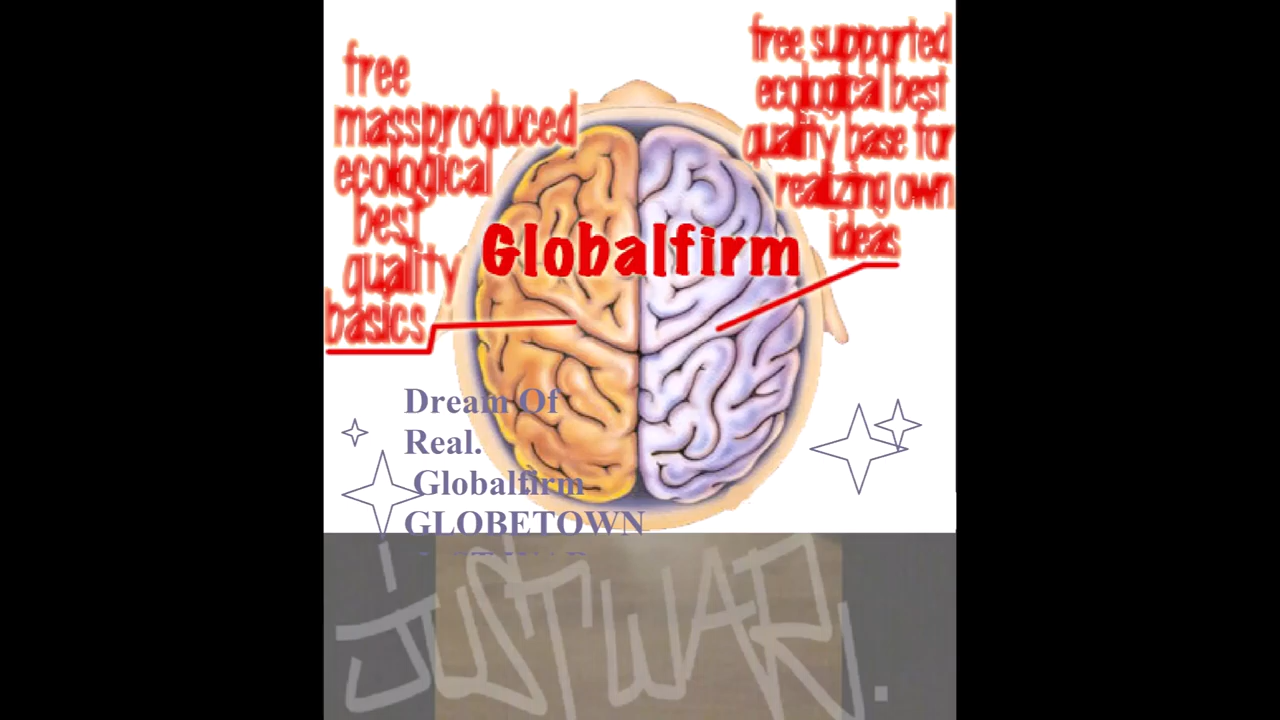 free
massproduced
ecological
best
quality
basics
free supported
ecological best
quality base for
realizing own
ideas
Globalfirm
Dream Of
Real.
Globalfirm
GLOBETOWN
JUST WAR
JUSTWAR.